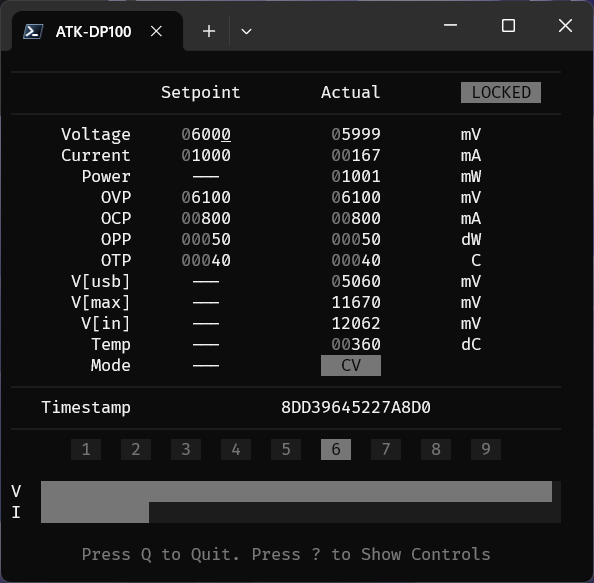 ATK-DP100
Setpoint Actual LOCKED
Voltage 06000 05999 mV
Current 01000 00167 mA
Power —— 01001 mW
OVP 06100 06100 mV
OCP 00800 00800 mA
OPP 00050 00050 dW
OTP 00040 00040 C
V[usb] —— 05060 mV
V[max] —— 11670 mV
V[in] —— 12062 mV
Temp —— 00360 dC
Mode —— CV
Timestamp 8DD39645227A8D0
1 2 3 4 5 6 7 8 9
V
I
Press Q to Quit. Press ? to Show Controls